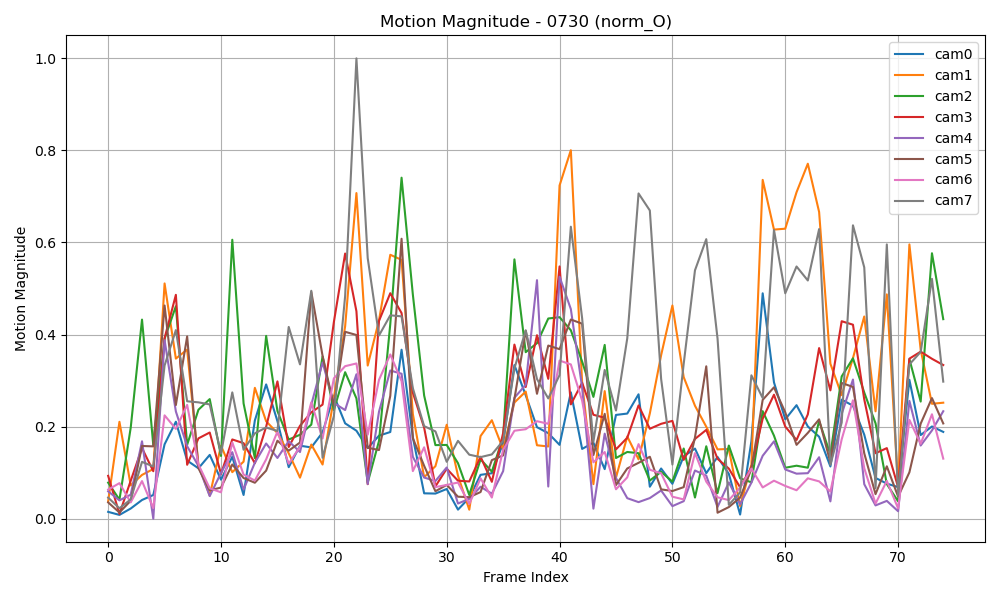 Motion Magnitude - 0730 (norm_O)
1.0
0.8
0.6
0.4
0.2
0.0
Motion Magnitude
0 10 20 30 40 50 60 70
Frame Index
cam0
cam1
cam2
cam3
cam4
cam5
cam6
cam7